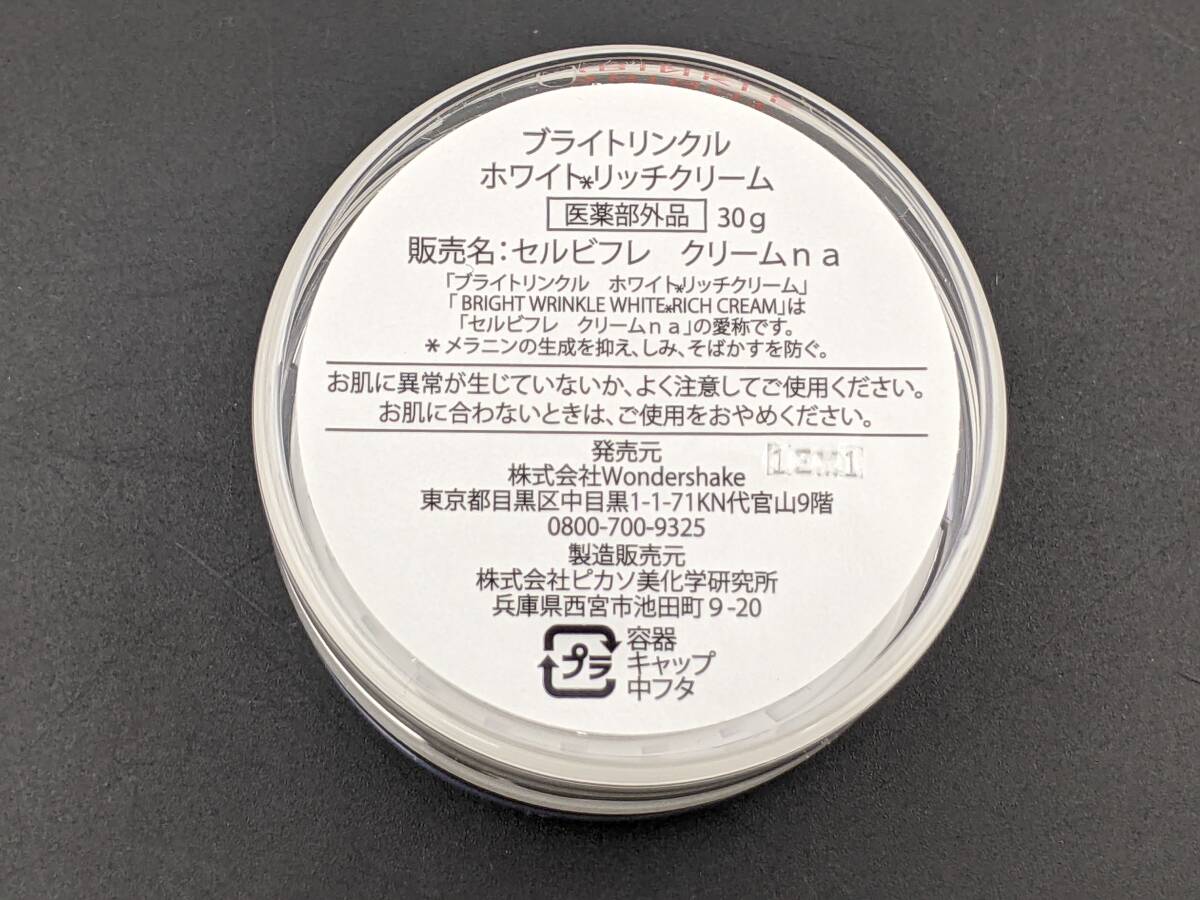 ブライトリンクル
ホワイト*リッチクリーム
医薬部外品 30g
販売名：セルビフレ　クリームna
「ブライトリンクル　ホワイト*リッチクリーム」
「BRIGHT WRINKLE WHITE*RICH CREAM」は
「セルビフレ　クリームna」の愛称です。
* メラニンの生成を抑え、しみ、そばかすを防ぐ。
お肌に異常が生じていないか、よく注意してご使用ください。
お肌に合わないときは、ご使用をおやめください。
発売元
株式会社Wondershake
東京都目黒区中目黒1-1-71KN代官山9階
0800-700-9325
製造販売元
株式会社ピカソ美化学研究所
兵庫県西宮市池田町9-20
プラ
容器
キャップ
中フタ